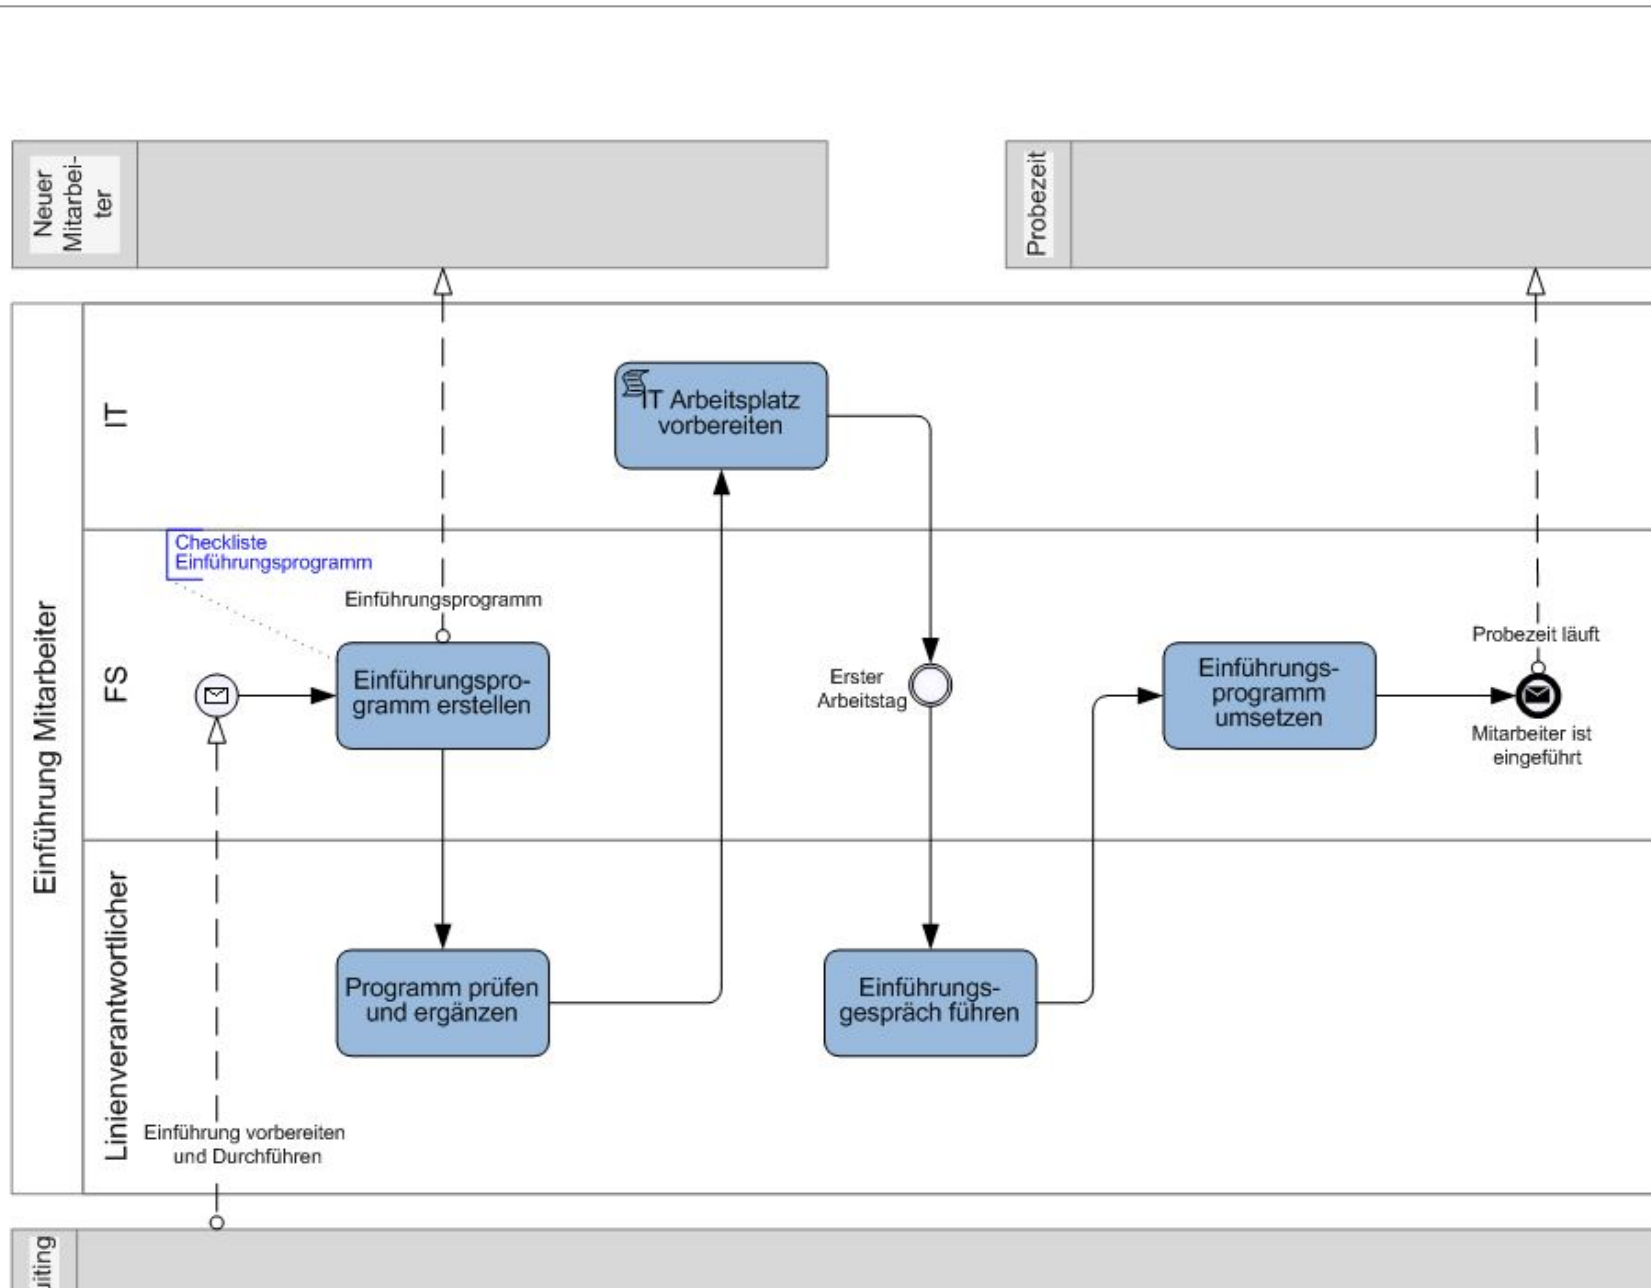 Neuer
Mitarbei-
ter
Probezeit
Einführung Mitarbeiter
IT
IT Arbeitsplatz
vorbereiten
FS
Checkliste
Einführungsprogramm
Einführungsprogramm
Einführungspro-
gramm erstellen
Erster
Arbeitstag
Einführungs-
programm
umsetzen
Probezeit läuft
Mitarbeiter ist
eingeführt
Linienverantwortlicher
Programm prüfen
und ergänzen
Einführungs-
gespräch führen
Einführung vorbereiten
und Durchführen